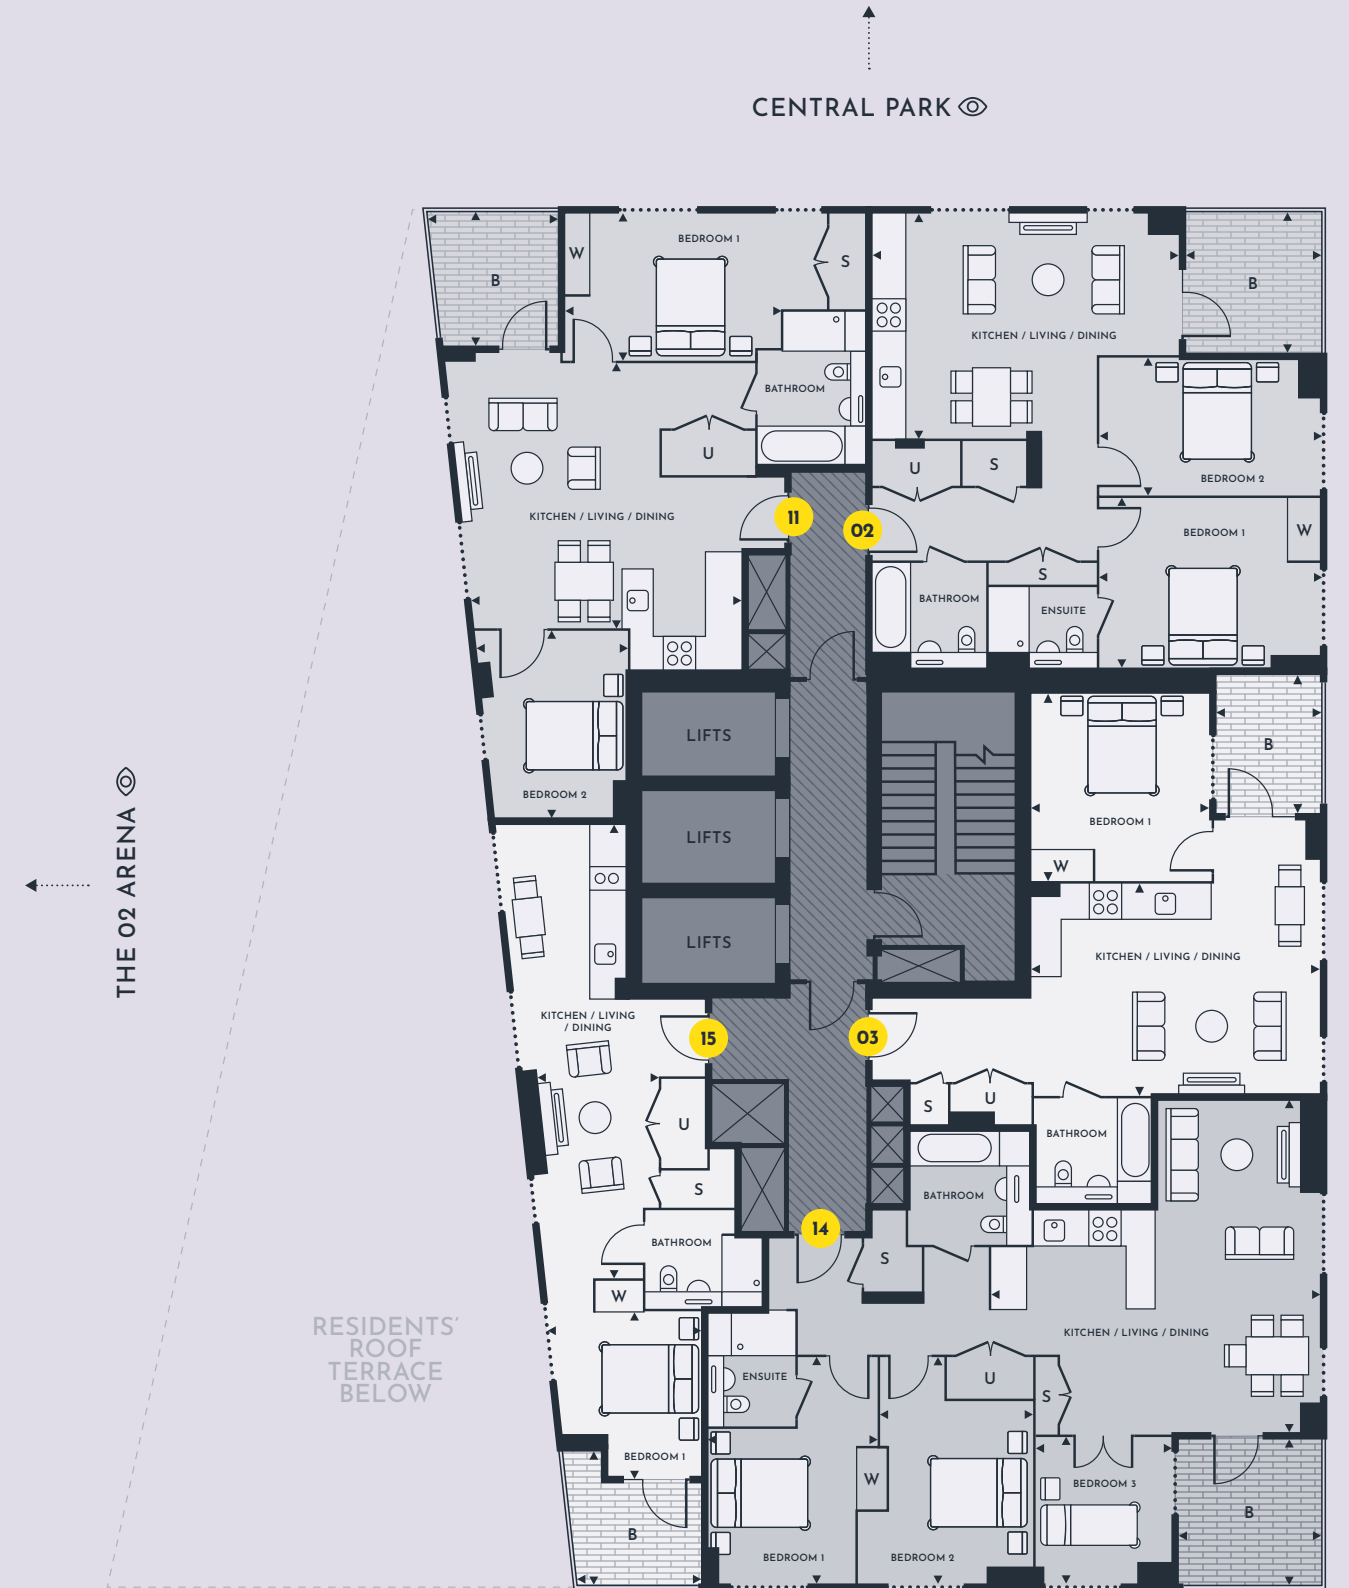 CENTRAL PARK
BEDROOM 1
W
S
B
B
KITCHEN / LIVING / DINING
BATHROOM
U
U
S
BEDROOM 2
KITCHEN / LIVING / DINING
11
02
BEDROOM 1
W
S
BATHROOM
ENSUITE
LIFTS
BEDROOM 2
LIFTS
LIFTS
B
BEDROOM 1
W
KITCHEN / LIVING / DINING
THE O2 ARENA
KITCHEN / LIVING
/ DINING
15
03
U
S
S
U
BATHROOM
BATHROOM
BATHROOM
14
S
W
KITCHEN / LIVING / DINING
RESIDENTS'
ROOF
TERRACE
BELOW
ENSUITE
U
S
BEDROOM 1
W
BEDROOM 3
B
B
BEDROOM 1
BEDROOM 2